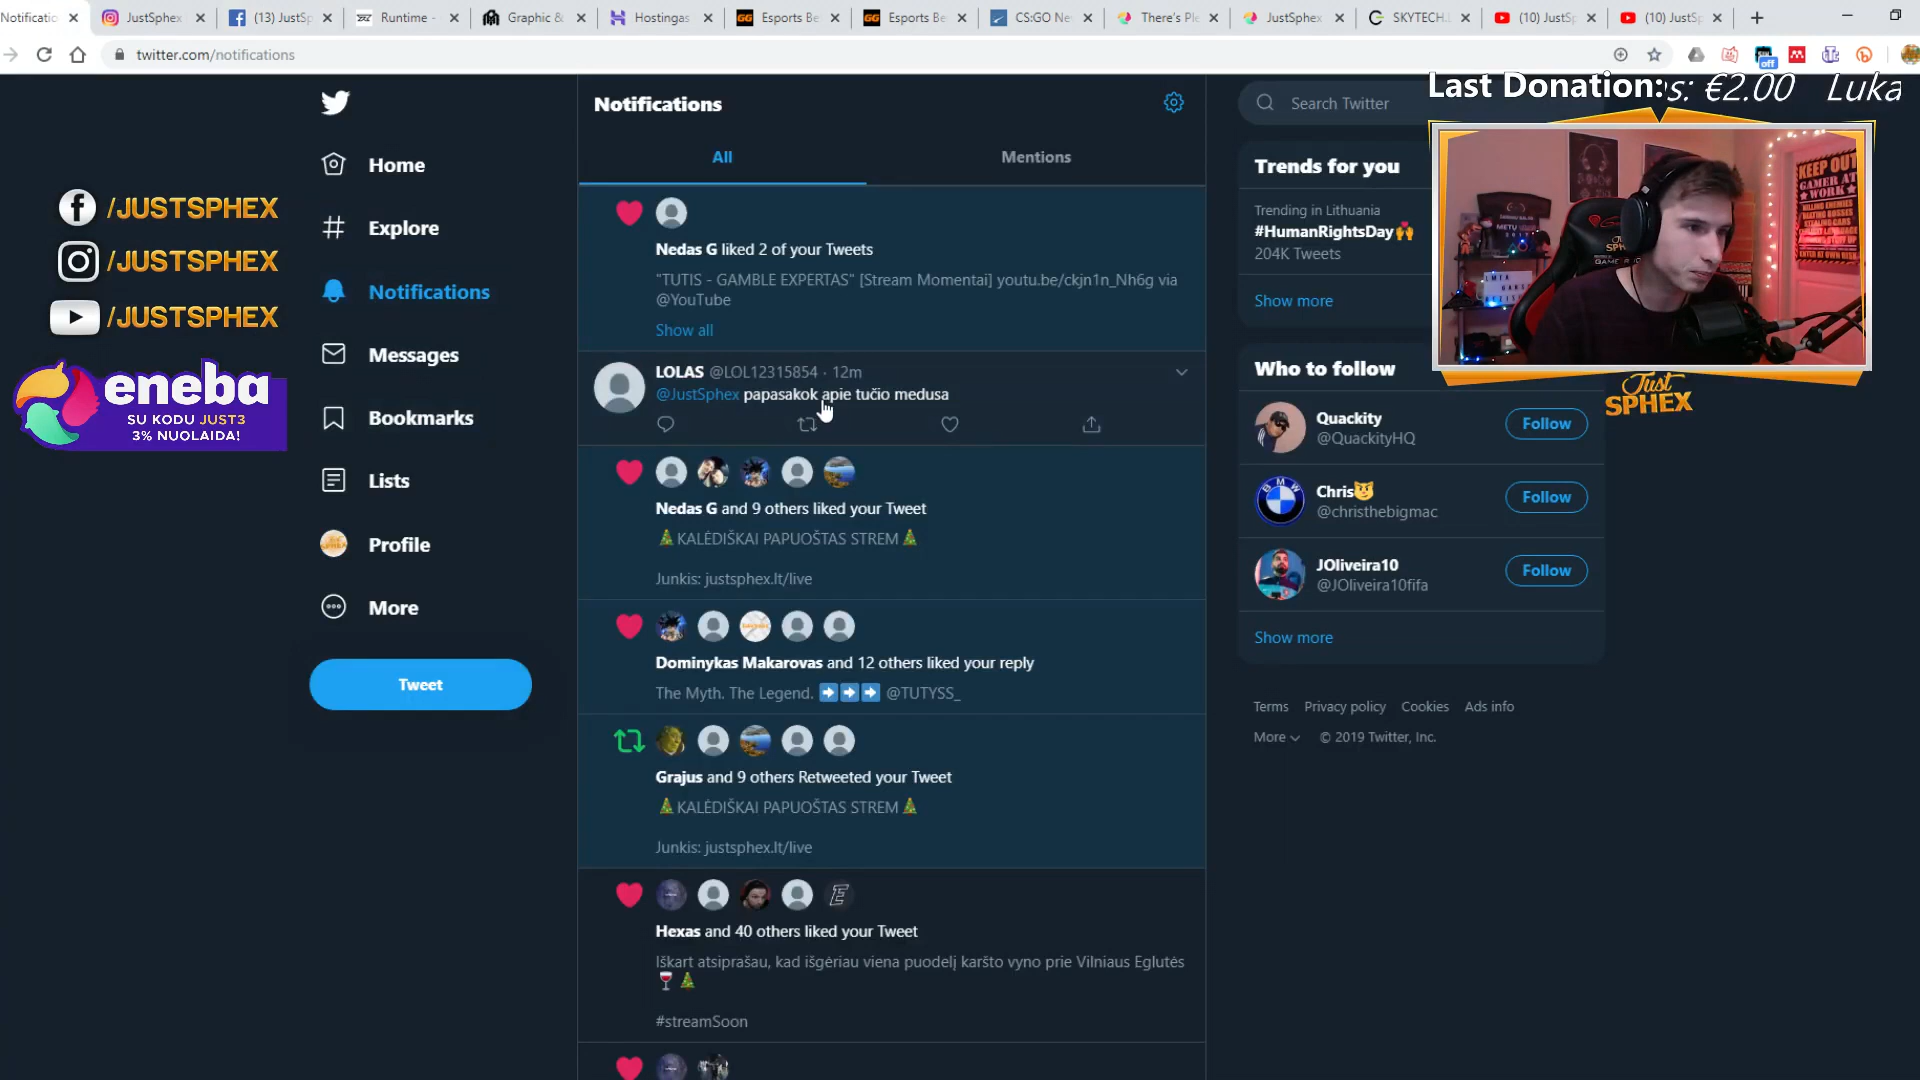 Notificatio
JustSphex
(13) JustSp
Runtime -
Graphic &
Hostingas
Esports Be
Esports Be
CS:GO Ne
There's Ple
JustSphex
SKYTECH.
(10) JustSp
(10) JustSp
twitter.com/notifications
off
Last Donation:
s: €2.00 Luka
/JUSTSPHEX
/JUSTSPHEX
/JUSTSPHEX
eneba
SU KODU JUST3
3% NUOLAIDA!
Home
Explore
Notifications
Messages
Bookmarks
Lists
Profile
More
Tweet
Notifications
All
Mentions
Nedas G liked 2 of your Tweets
"TUTIS - GAMBLE EXPERTAS" [Stream Momentai] youtu.be/ckjn1n_Nh6g via
@YouTube
Show all
LOLAS @LOL12315854 · 12m
@JustSphex papasakok apie tučio medusa
Nedas G and 9 others liked your Tweet
🎄KALĖDIŠKAI PAPUOŠTAS STREM🎄
Junkis: justsphex.lt/live
Dominykas Makarovas and 12 others liked your reply
The Myth. The Legend. ➡➡➡ @TUTYSS_
Grajus and 9 others Retweeted your Tweet
🎄KALĖDIŠKAI PAPUOŠTAS STREM🎄
Junkis: justsphex.lt/live
Hexas and 40 others liked your Tweet
Iškart atsiprašau, kad išgėriau viena puodelį karšto vyno prie Vilniaus Eglutės
🍷🎄
#streamSoon
Search Twitter
Trends for you
Trending in Lithuania
#HumanRightsDay🙌
204K Tweets
Show more
Who to follow
Quackity
@QuackityHQ
Follow
Chris😼
@christhebigmac
Follow
JOliveira10
@JOliveira10fifa
Follow
Show more
Terms Privacy policy Cookies Ads info
More © 2019 Twitter, Inc.
KEEP OUT
GAMER AT
WORK
Just
SPHEX